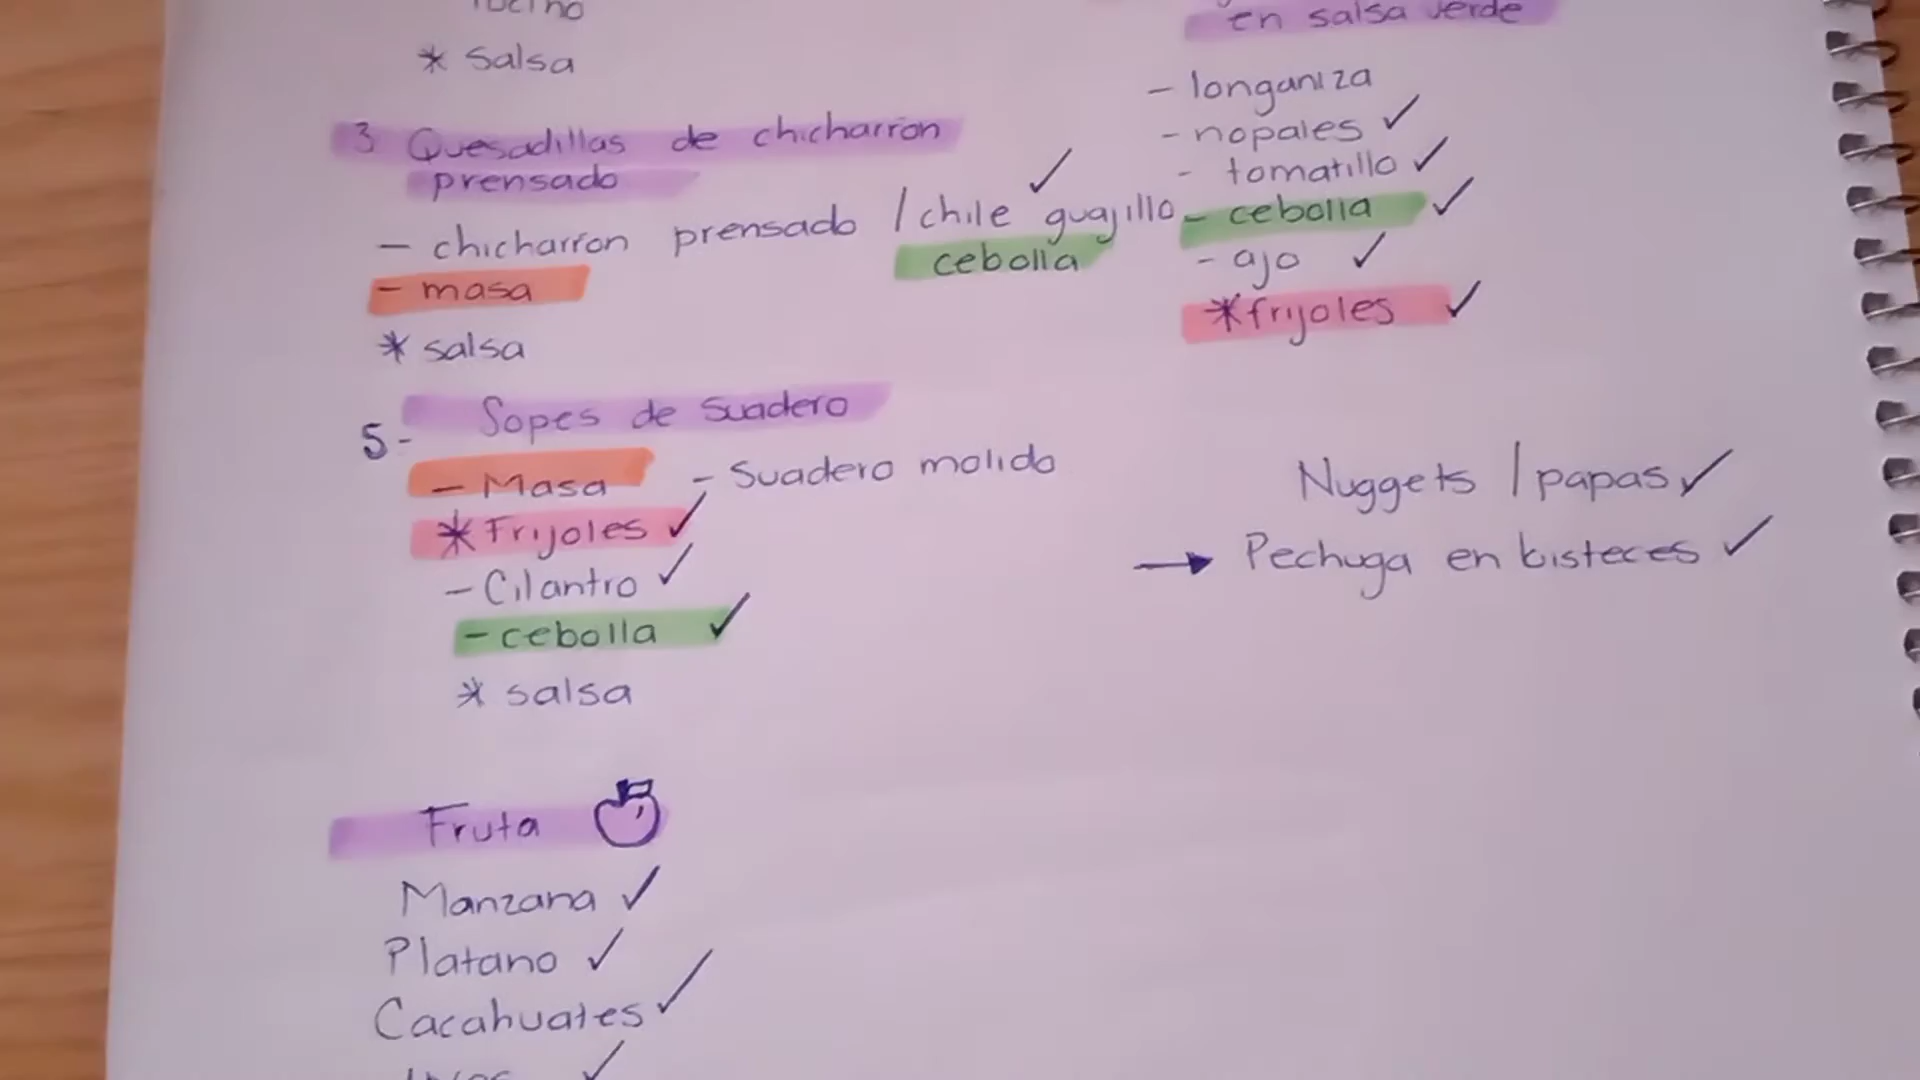 * salsa
3 Quesadillas de chicharrón
prensado
- chicharrón prensado / chile guajillo ✓
cebolla
- masa
* salsa
5- Sopes de Suadero
- Masa - Suadero molido
* Frijoles ✓
- Cilantro ✓
- cebolla ✓
* salsa
Fruta
Manzana ✓
Platano ✓
Cacahuates ✓
en salsa verde
- longaniza
- nopales ✓
- tomatillo ✓
- cebolla ✓
- ajo ✓
* frijoles ✓
Nuggets / papas ✓
→ Pechuga en bisteces ✓